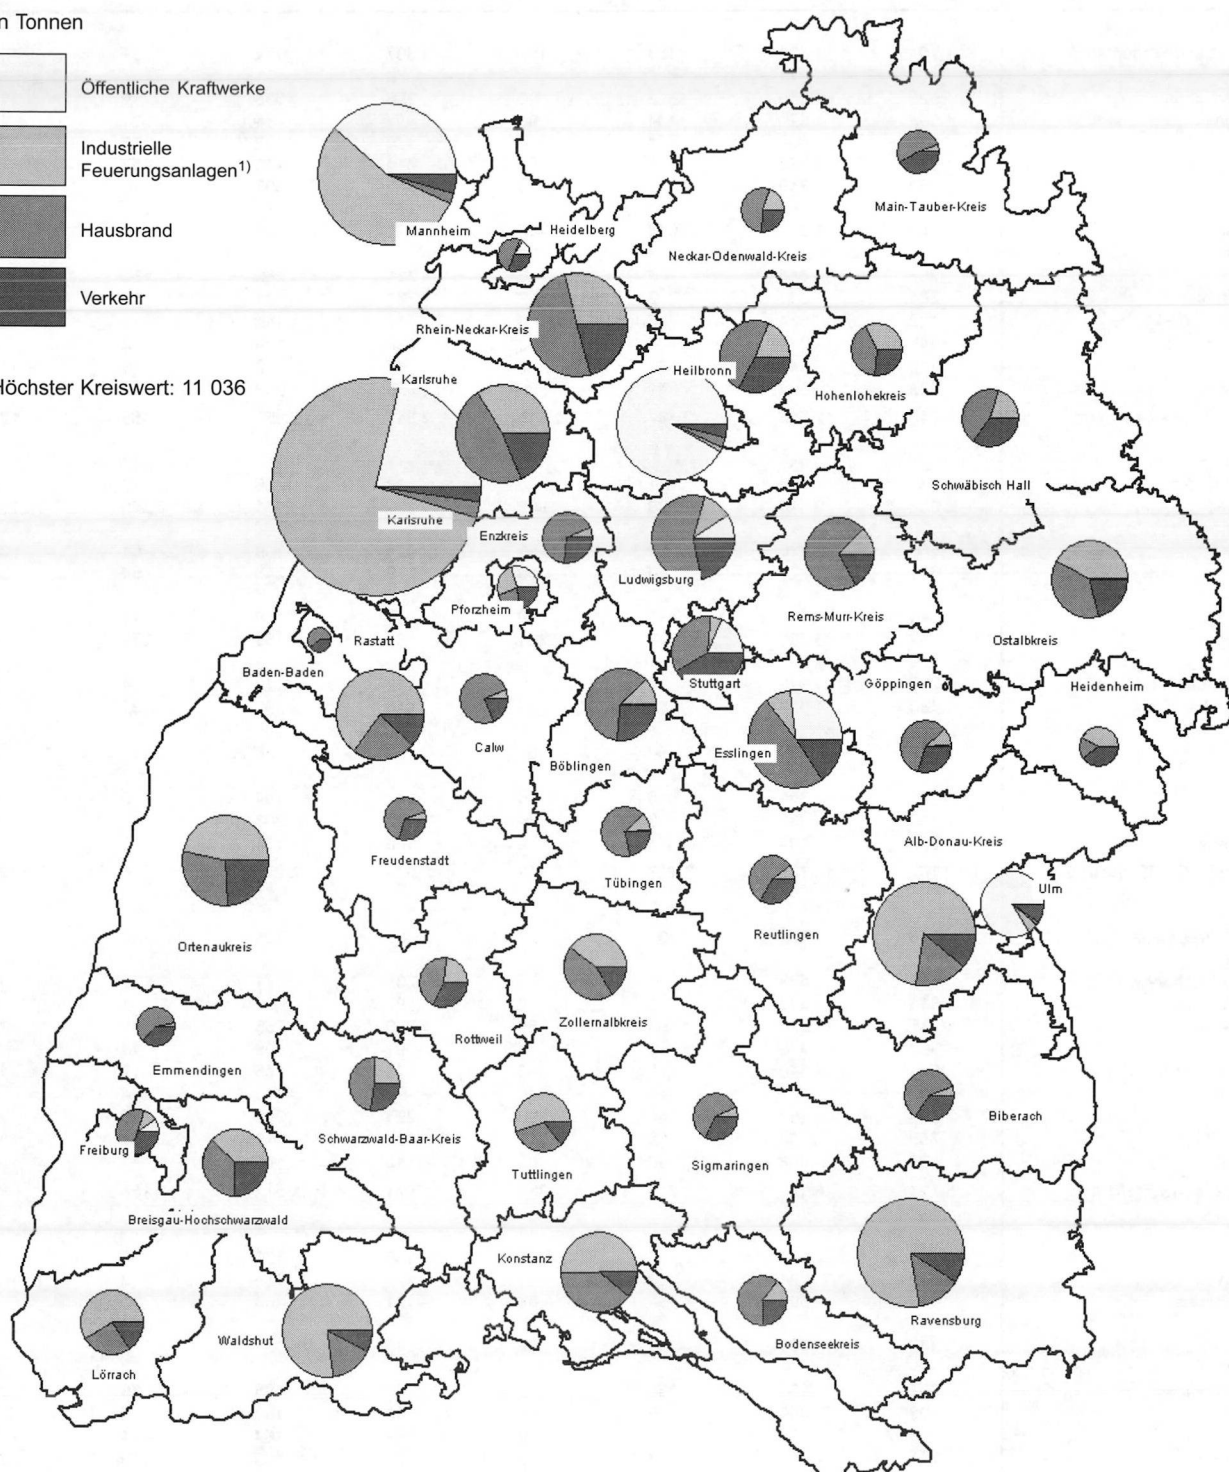 n Tonnen
Öffentliche Kraftwerke
Industrielle
Feuerungsanlagen1)
Hausbrand
Verkehr
Höchster Kreiswert: 11 036
Main-Tauber-Kreis
Mannheim
Heidelberg
Neckar-Odenwald-Kreis
Rhein-Neckar-Kreis
Karlsruhe
Heilbronn
Hohenlohekreis
Schwäbisch Hall
Karlsruhe
Enzkreis
Ludwigsburg
Pforzheim
Rems-Murr-Kreis
Rastatt
Ostalbkreis
Baden-Baden
Stuttgart
Göppingen
Heidenheim
Calw
Böblingen
Esslingen
Alb-Donau-Kreis
Freudenstadt
Tübingen
Ulm
Reutlingen
Ortenaukreis
Zollernalbkreis
Rottweil
Emmendingen
Biberach
Schwarzwald-Baar-Kreis
Freiburg
Tuttlingen
Sigmaringen
Breisgau-Hochschwarzwald
Konstanz
Ravensburg
Waldshut
Bodenseekreis
Lörrach